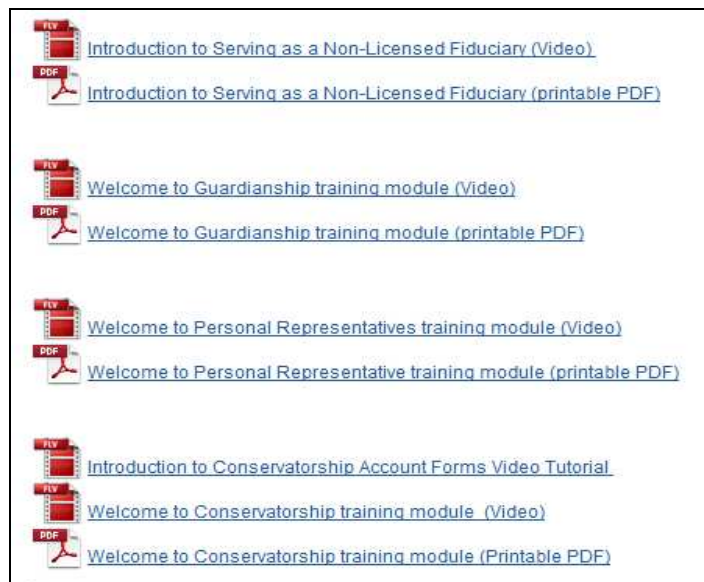 FLV
Introduction to Serving as a Non-Licensed Fiduciary (Video)
PDF
Introduction to Serving as a Non-Licensed Fiduciary (printable PDF)
FLV
Welcome to Guardianship training module (Video)
PDF
Welcome to Guardianship training module (printable PDF)
FLV
Welcome to Personal Representatives training module (Video)
PDF
Welcome to Personal Representative training module (printable PDF)
FLV
Introduction to Conservatorship Account Forms Video Tutorial
FLV
Welcome to Conservatorship training module (Video)
PDF
Welcome to Conservatorship training module (Printable PDF)